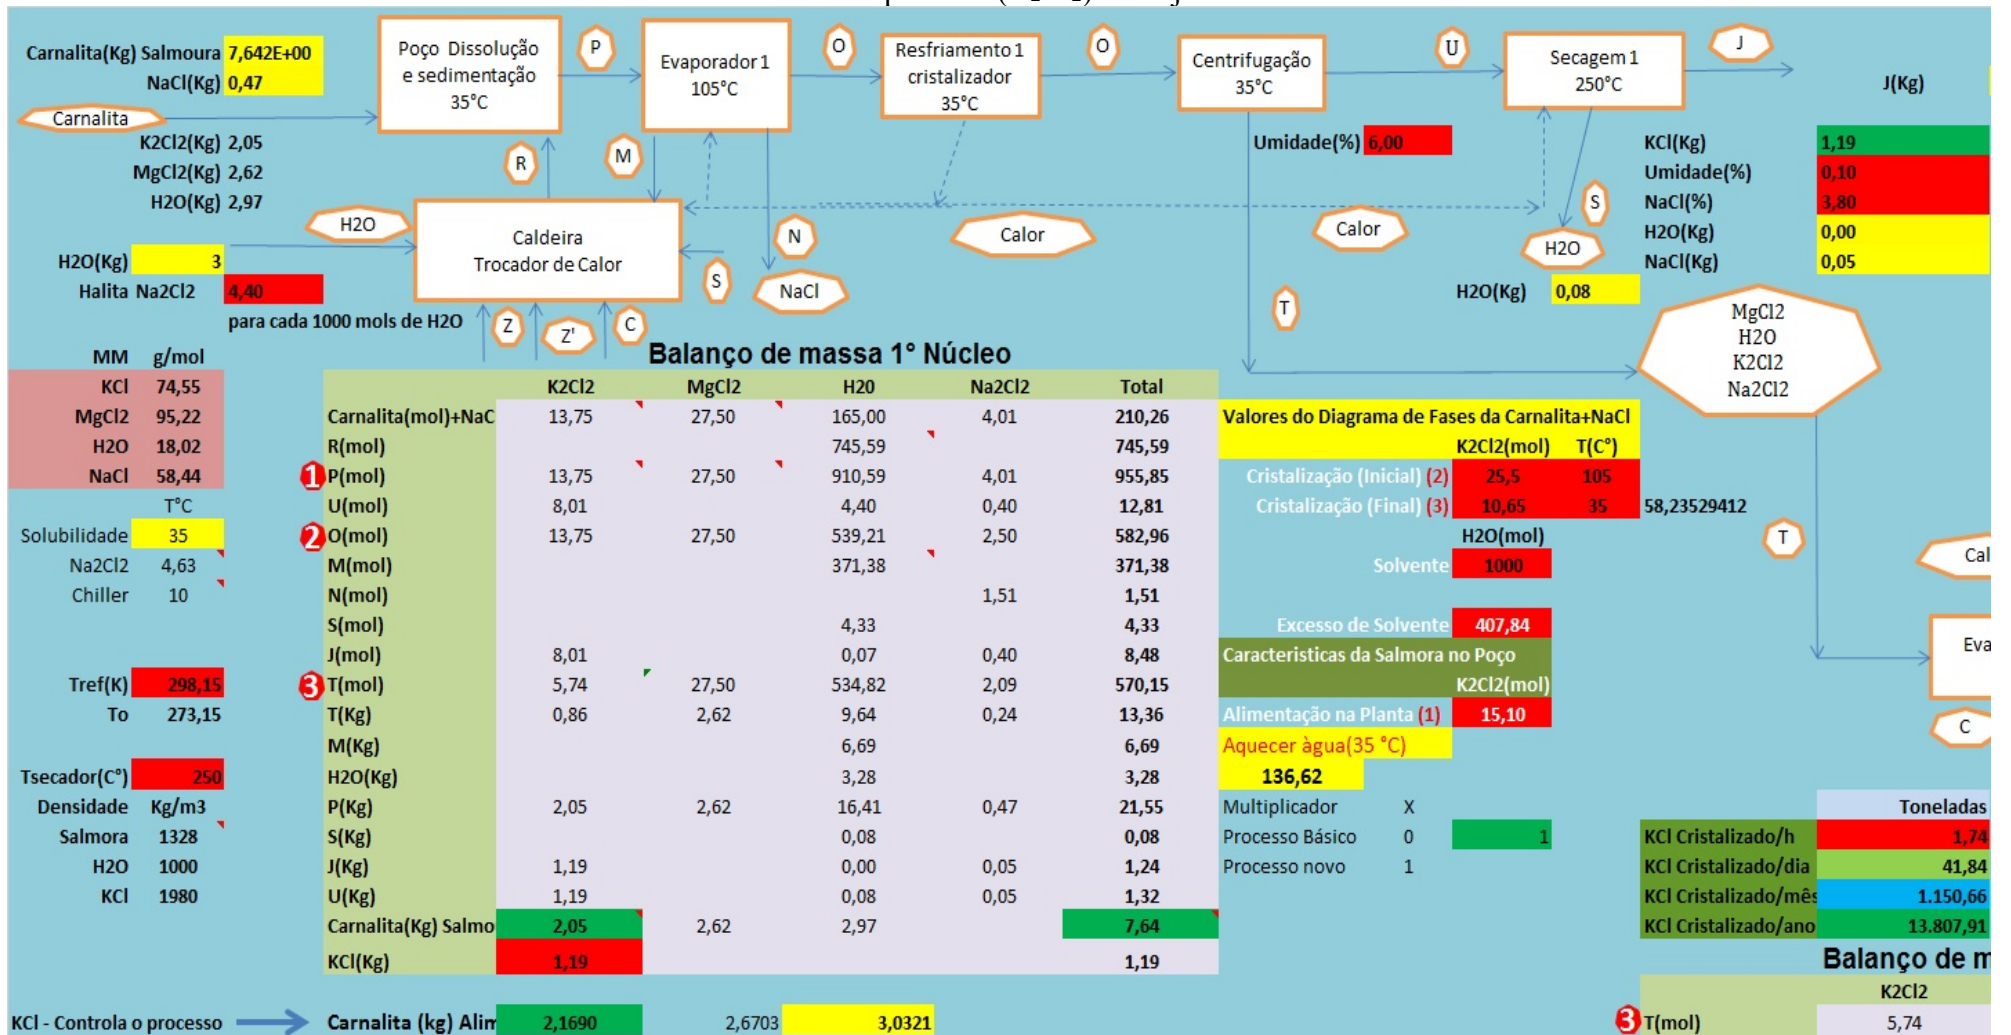 Carnalita(Kg) Salmoura 7,642E+00
NaCl(Kg) 0,47
Carnalita
K2Cl2(Kg) 2,05
MgCl2(Kg) 2,62
H2O(Kg) 2,97
H2O(Kg) 3
Halita Na2Cl2 4,40
para cada 1000 mols de H2O
Poço Dissolução
e sedimentação
35°C
P
Evaporador 1
105°C
O
Resfriamento 1
cristalizador
35°C
O
Centrifugação
35°C
U
Secagem 1
250°C
J
J(Kg)
R
M
H2O
Caldeira
Trocador de Calor
N
NaCl
S
Calor
Calor
Umidade(%) 6,00
S
H2O
H2O(Kg) 0,08
KCl(Kg) 1,19
Umidade(%) 0,10
NaCl(%) 3,80
H2O(Kg) 0,00
NaCl(Kg) 0,05
Z
Z'
C
T
MgCl2
H2O
K2Cl2
Na2Cl2
T
Cal
Eva
C
MM g/mol
KCl 74,55
MgCl2 95,22
H2O 18,02
NaCl 58,44
T°C
Solubilidade 35
Na2Cl2 4,63
Chiller 10
Tref(K) 298,15
To 273,15
Tsecador(C°) 250
Densidade Kg/m3
Salmora 1328
H2O 1000
KCl 1980
KCl - Controla o processo
Balanço de massa 1° Núcleo
K2Cl2 MgCl2 H20 Na2Cl2 Total
Carnalita(mol)+NaC 13,75 27,50 165,00 4,01 210,26
R(mol) 745,59 745,59
1 P(mol) 13,75 27,50 910,59 4,01 955,85
U(mol) 8,01 4,40 0,40 12,81
2 O(mol) 13,75 27,50 539,21 2,50 582,96
M(mol) 371,38 371,38
N(mol) 1,51 1,51
S(mol) 4,33 4,33
J(mol) 8,01 0,07 0,40 8,48
3 T(mol) 5,74 27,50 534,82 2,09 570,15
T(Kg) 0,86 2,62 9,64 0,24 13,36
M(Kg) 6,69 6,69
H2O(Kg) 3,28 3,28
P(Kg) 2,05 2,62 16,41 0,47 21,55
S(Kg) 0,08 0,08
J(Kg) 1,19 0,00 0,05 1,24
U(Kg) 1,19 0,08 0,05 1,32
Carnalita(Kg) Salmo 2,05 2,62 2,97 7,64
KCl(Kg) 1,19 1,19
Carnalita (kg) Alin 2,1690 2,6703 3,0321
Valores do Diagrama de Fases da Carnalita+NaCl
K2Cl2(mol) T(C°)
Cristalização (Inicial) (2) 25,5 105
Cristalização (Final) (3) 10,65 35 58,23529412
H2O(mol)
Solvente 1000
Excesso de Solvente 407,84
Caracteristicas da Salmora no Poço
K2Cl2(mol)
Alimentação na Planta (1) 15,10
Aquecer àgua(35 °C)
136,62
Multiplicador X
Processo Básico 0 1
Processo novo 1
Toneladas
KCl Cristalizado/h 1,74
KCl Cristalizado/dia 41,84
KCl Cristalizado/mês 1.150,66
KCl Cristalizado/ano 13.807,91
Balanço de m
K2Cl2
3 T(mol) 5,74